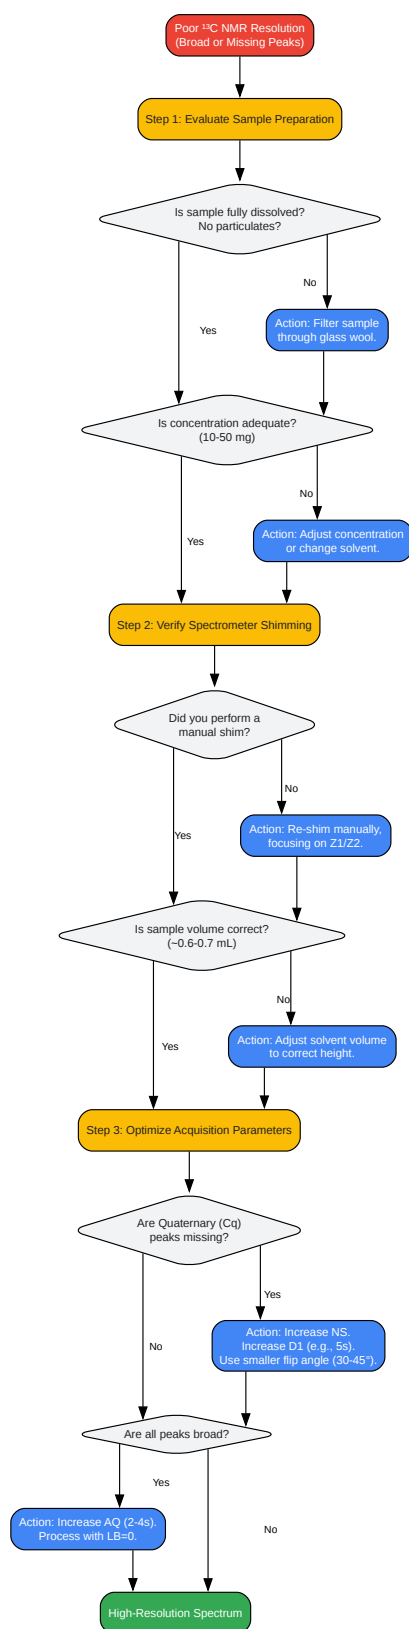 Poor ¹³C NMR Resolution
(Broad or Missing Peaks)
Step 1: Evaluate Sample Preparation
Is sample fully dissolved?
No particulates?
No
Action: Filter sample
through glass wool.
Yes
Is concentration adequate?
(10-50 mg)
No
Action: Adjust concentration
or change solvent.
Yes
Step 2: Verify Spectrometer Shimming
Did you perform a
manual shim?
No
Action: Re-shim manually,
focusing on Z1/Z2.
Yes
Is sample volume correct?
(~0.6-0.7 mL)
No
Action: Adjust solvent volume
to correct height.
Yes
Step 3: Optimize Acquisition Parameters
Are Quaternary (Cq)
peaks missing?
Yes
Action: Increase NS.
Increase D1 (e.g., 5s).
Use smaller flip angle (30-45°).
No
Are all peaks broad?
Yes
Action: Increase AQ (2-4s).
Process with LB=0.
No
High-Resolution Spectrum